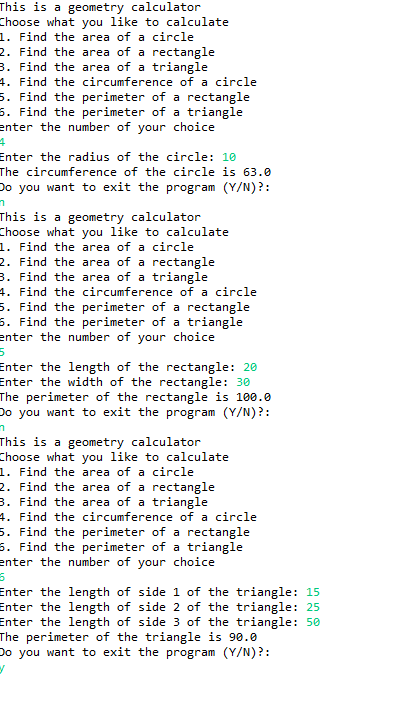 This is a geometry calculator
Choose what you like to calculate
1. Find the area of a circle
2. Find the area of a rectangle
3. Find the area of a triangle
4. Find the circumference of a circle
5. Find the perimeter of a rectangle
6. Find the perimeter of a triangle
enter the number of your choice
4
Enter the radius of the circle: 10
The circumference of the circle is 63.0
Do you want to exit the program (Y/N)?:
n
This is a geometry calculator
Choose what you like to calculate
1. Find the area of a circle
2. Find the area of a rectangle
3. Find the area of a triangle
4. Find the circumference of a circle
5. Find the perimeter of a rectangle
6. Find the perimeter of a triangle
enter the number of your choice
5
Enter the length of the rectangle: 20
Enter the width of the rectangle: 30
The perimeter of the rectangle is 100.0
Do you want to exit the program (Y/N)?:
n
This is a geometry calculator
Choose what you like to calculate
1. Find the area of a circle
2. Find the area of a rectangle
3. Find the area of a triangle
4. Find the circumference of a circle
5. Find the perimeter of a rectangle
6. Find the perimeter of a triangle
enter the number of your choice
6
Enter the length of side 1 of the triangle: 15
Enter the length of side 2 of the triangle: 25
Enter the length of side 3 of the triangle: 50
The perimeter of the triangle is 90.0
Do you want to exit the program (Y/N)?:
y